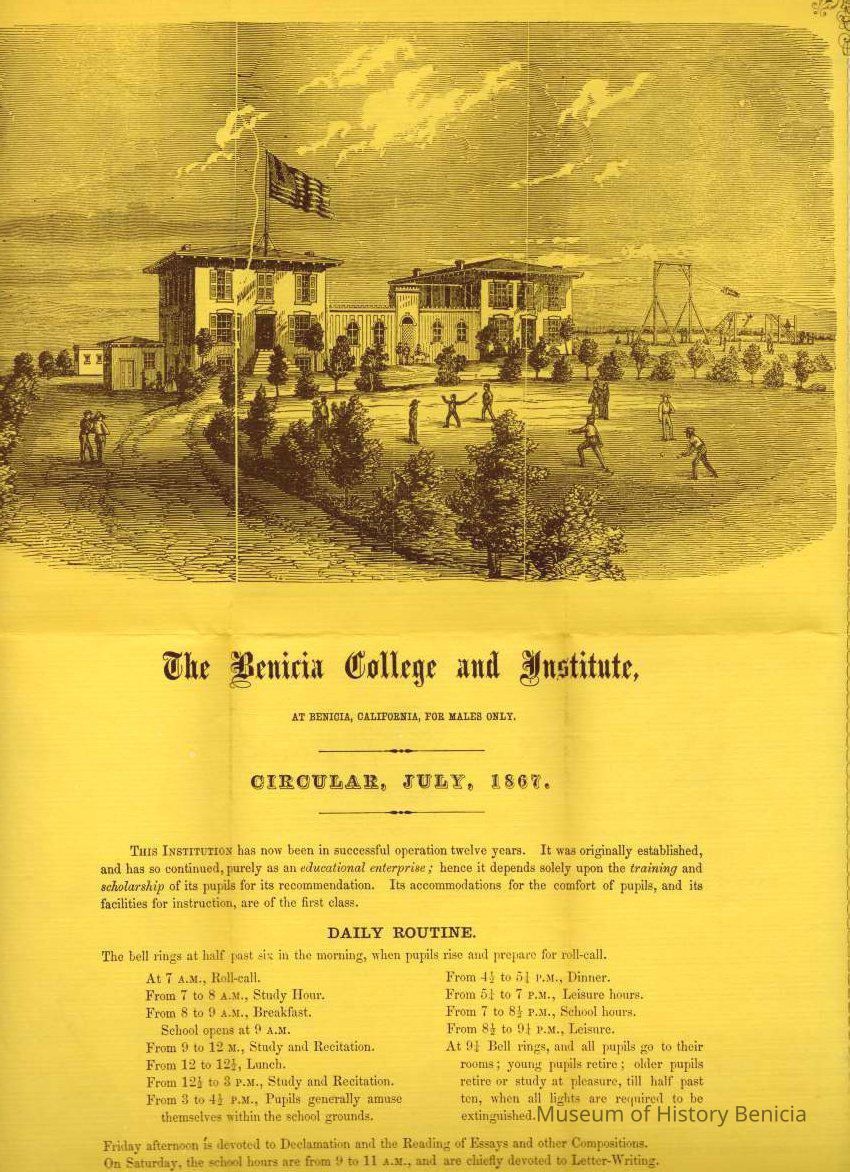 The Benicia College and Institute,
AT BENICIA, CALIFORNIA, FOR MALES ONLY.
CIRCULAR, JULY, 1867.
THIS INSTITUTION has now been in successful operation twelve years. It was originally established,
and has so continued, purely as an educational enterprise; hence it depends solely upon the training and
scholarship of its pupils for its recommendation. Its accommodations for the comfort of pupils, and its
facilities for instruction, are of the first class.
DAILY ROUTINE.
The bell rings at half past six in the morning, when pupils rise and prepare for roll-call.
At 7 A.M., Roll-call.
From 7 to 8 A.M., Study Hour.
From 8 to 9 A.M., Breakfast.
School opens at 9 A.M.
From 9 to 12 M., Study and Recitation.
From 12 to 12½, Lunch.
From 12½ to 3 P.M., Study and Recitation.
From 3 to 4½ P.M., Pupils generally amuse
themselves within the school grounds.
From 4½ to 5¼ P.M., Dinner.
From 5¼ to 7 P.M., Leisure hours.
From 7 to 8½ P.M., School hours.
From 8½ to 9¼ P.M., Leisure.
At 9¼ Bell rings, and all pupils go to their
rooms; young pupils retire; older pupils
retire or study at pleasure, till half past
ten, when all lights are required to be
extinguished.
Museum of History Benicia
Friday afternoon is devoted to Declamation and the Reading of Essays and other Compositions.
On Saturday, the school hours are from 9 to 11 A.M., and are chiefly devoted to Letter-Writing.